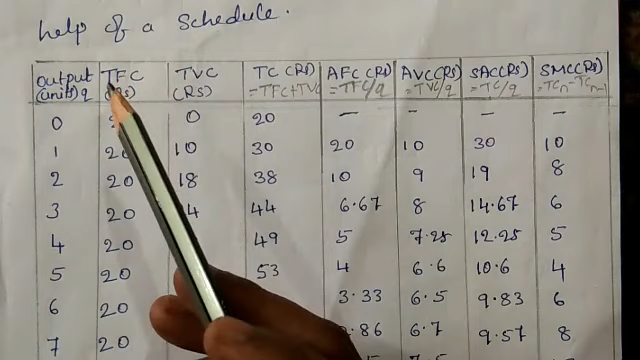 help of a Schedule.
Output (units) q TFC (Rs) TVC (RS) TC (RS) =TFC+TVC AFC (RS) =TFC/q AVC(RS) =TVC/q SAC(RS) =TC/q SMC(RS) =TCn-TCn-1
0 0 20 — - — -
1 20 10 30 20 10 30 10
2 20 18 38 10 9 19 8
3 20 4 44 6.67 8 14.67 6
4 20 49 5 7.25 12.25 5
5 20 53 4 6.6 10.6 4
6 20 3.33 6.5 9.83 6
7 20 .86 6.7 9.57 8